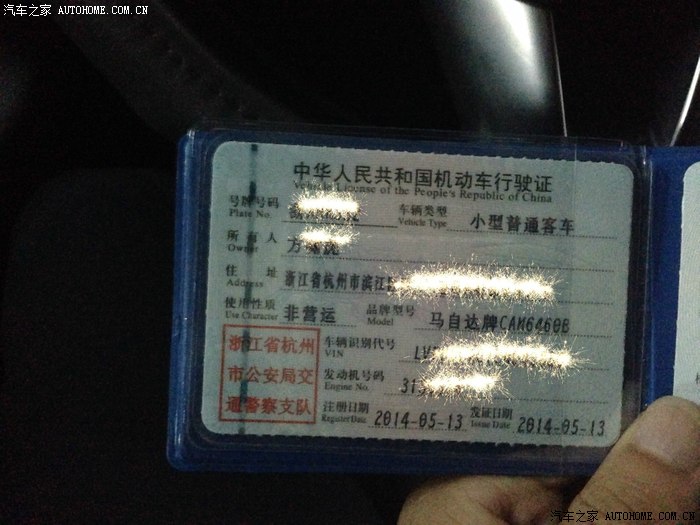 汽车之家 AUTOHOME.COM.CN
中华人民共和国机动车行驶证
Vehicle License of the People's Republic of China
号牌号码 车辆类型 小型普通客车
Plate No. Vehicle Type
所有人 方
Owner
住址 浙江省杭州市滨江
Address
使用性质 非营运 品牌型号 马自达牌CAM6460B
Use Character Model
浙江省杭州 车辆识别代号 LV
VIN
市公安局交 发动机号码 31
Engine No.
通警察支队 注册日期 2014-05-13 发证日期 2014-05-13
Register Date Issue Date
汽车之家 AUTOHOME.COM.CN